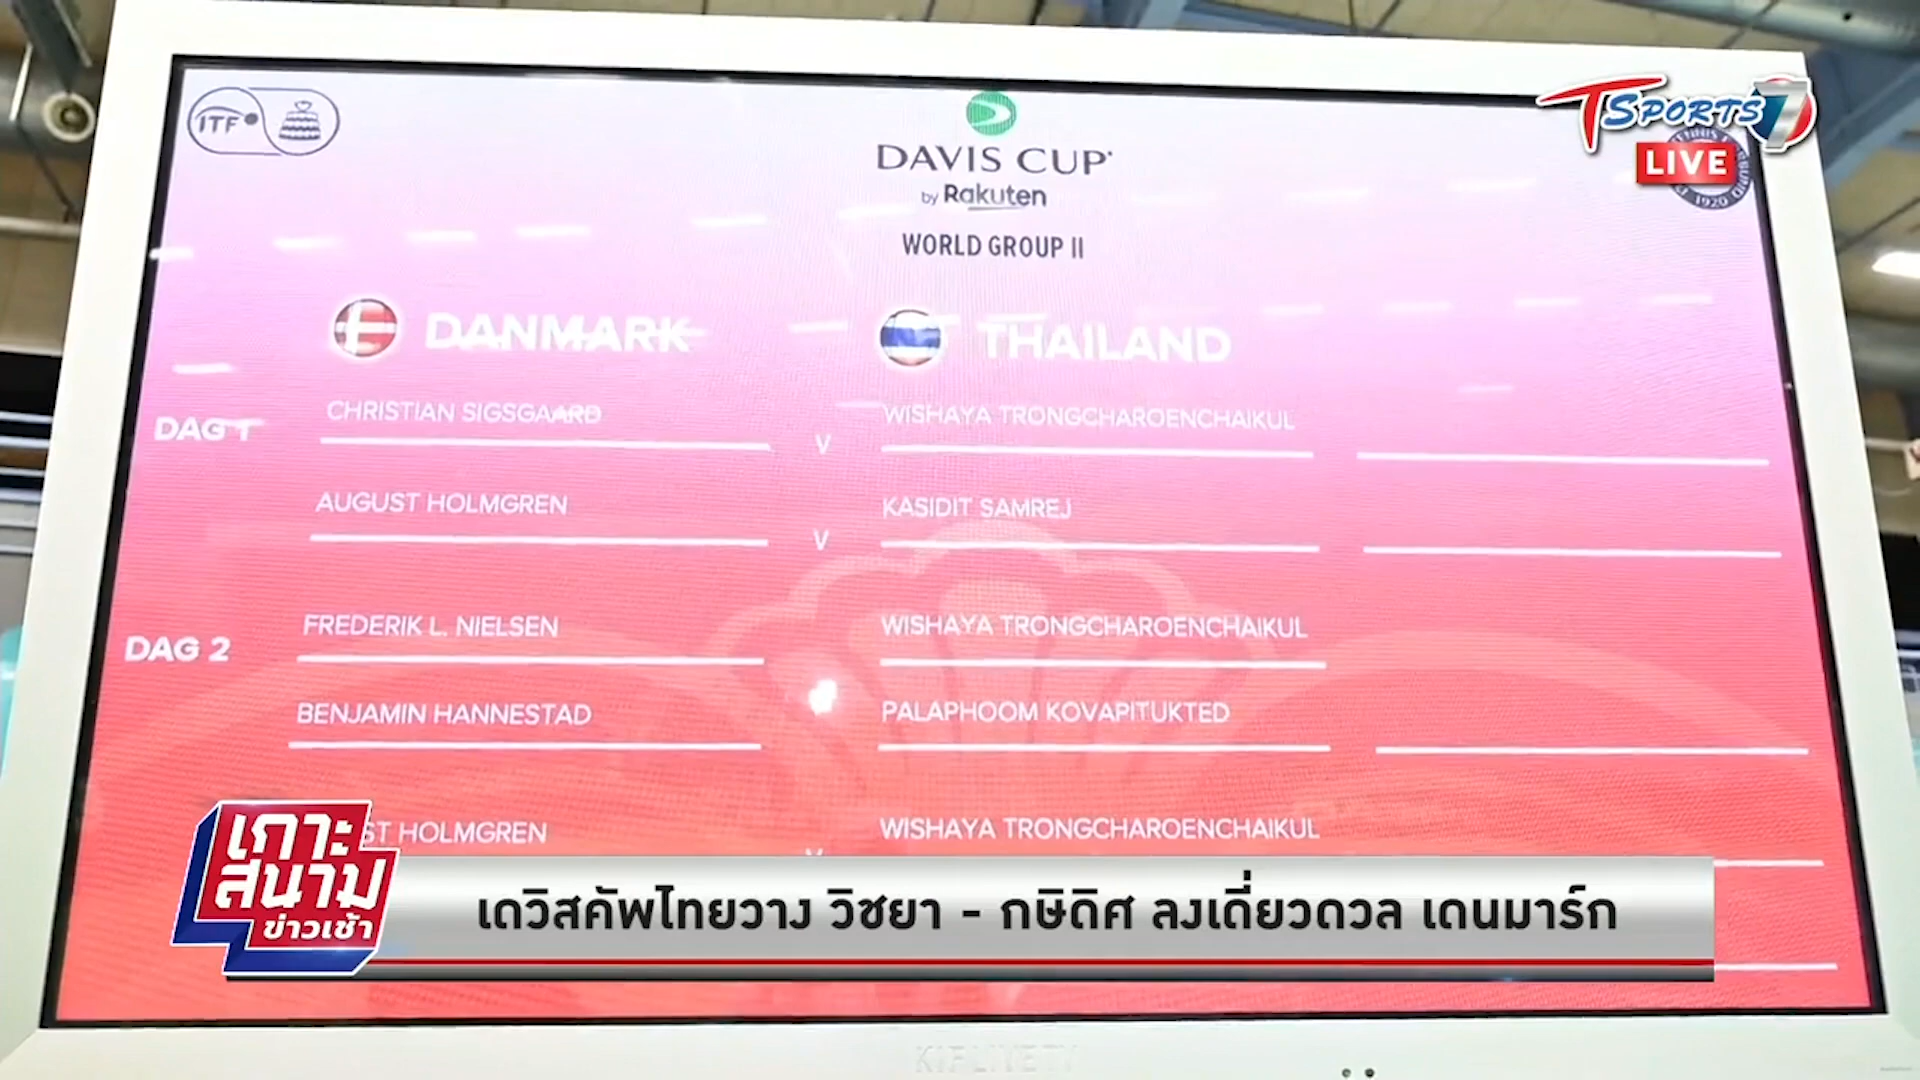 ITF
DAVIS CUP
by Rakuten
WORLD GROUP II
TSPORTS 7
LIVE
1920
DANMARK THAILAND
DAG 1
CHRISTIAN SIGSGAARD V WISHAYA TRONGCHAROENCHAIKUL
AUGUST HOLMGREN V KASIDIT SAMREJ
DAG 2
FREDERIK L. NIELSEN WISHAYA TRONGCHAROENCHAIKUL
BENJAMIN HANNESTAD PALAPHOOM KOVAPITUKTED
ST HOLMGREN WISHAYA TRONGCHAROENCHAIKUL
เกาะ
สนาม
ข่าวเช้า
เดวิสคัพไทยวาง วิชยา - กษิดิศ ลงเดี่ยวดวล เดนมาร์ก